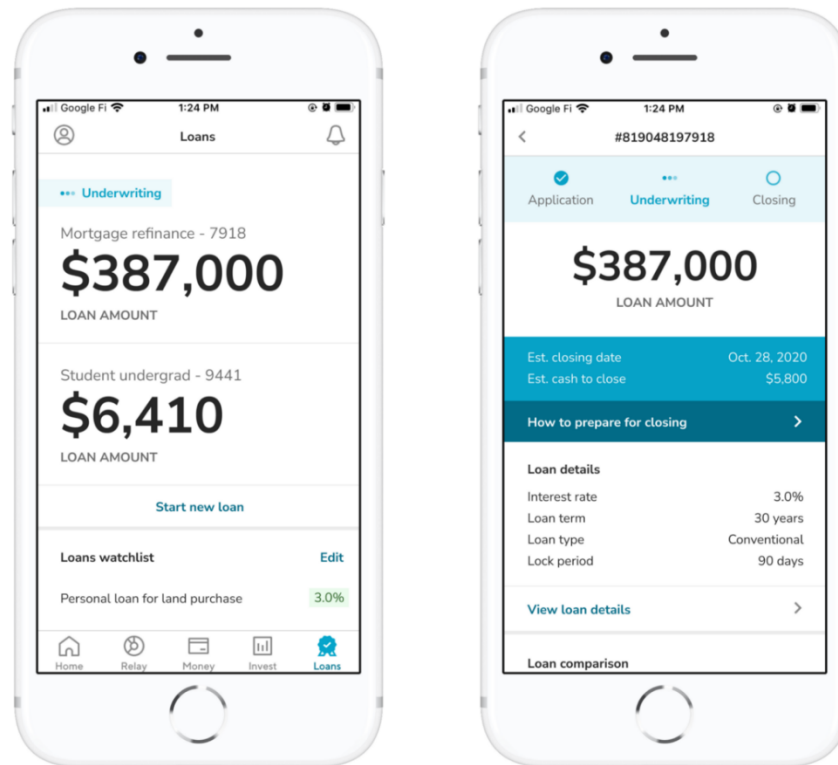 Google Fi 1:24 PM
Loans
Underwriting
Mortgage refinance - 7918
$387,000
LOAN AMOUNT
Student undergrad - 9441
$6,410
LOAN AMOUNT
Start new loan
Loans watchlist Edit
Personal loan for land purchase 3.0%
Home Relay Money Invest Loans
Google Fi 1:24 PM
#819048197918
Application Underwriting Closing
$387,000
LOAN AMOUNT
Est. closing date Oct. 28, 2020
Est. cash to close $5,800
How to prepare for closing
Loan details
Interest rate 3.0%
Loan term 30 years
Loan type Conventional
Lock period 90 days
View loan details
Loan comparison